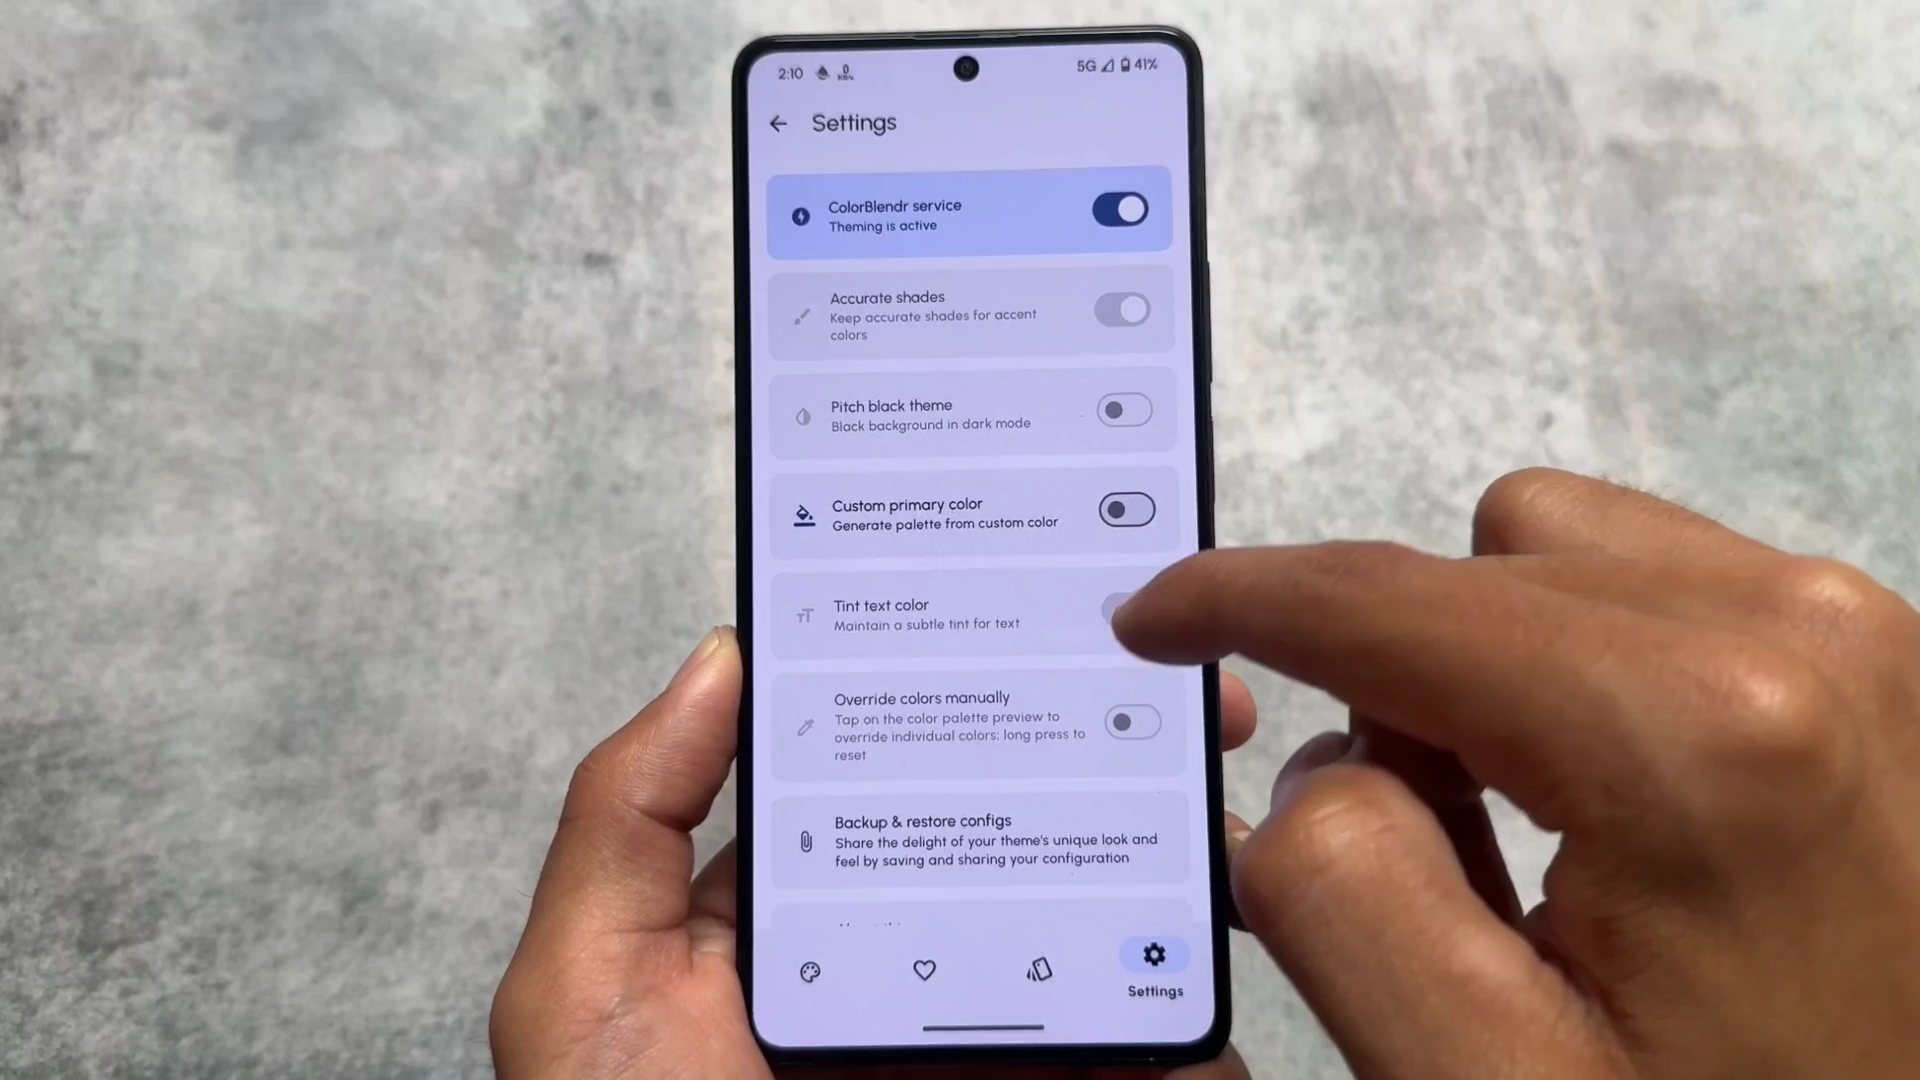 2:10 0 KB/s 5G 41%
Settings
ColorBlendr service
Theming is active
Accurate shades
Keep accurate shades for accent
colors
Pitch black theme
Black background in dark mode
Custom primary color
Generate palette from custom color
Tint text color
Maintain a subtle tint for text
Override colors manually
Tap on the color palette preview to
override individual colors; long press to
reset
Backup & restore configs
Share the delight of your theme's unique look and
feel by saving and sharing your configuration
Settings